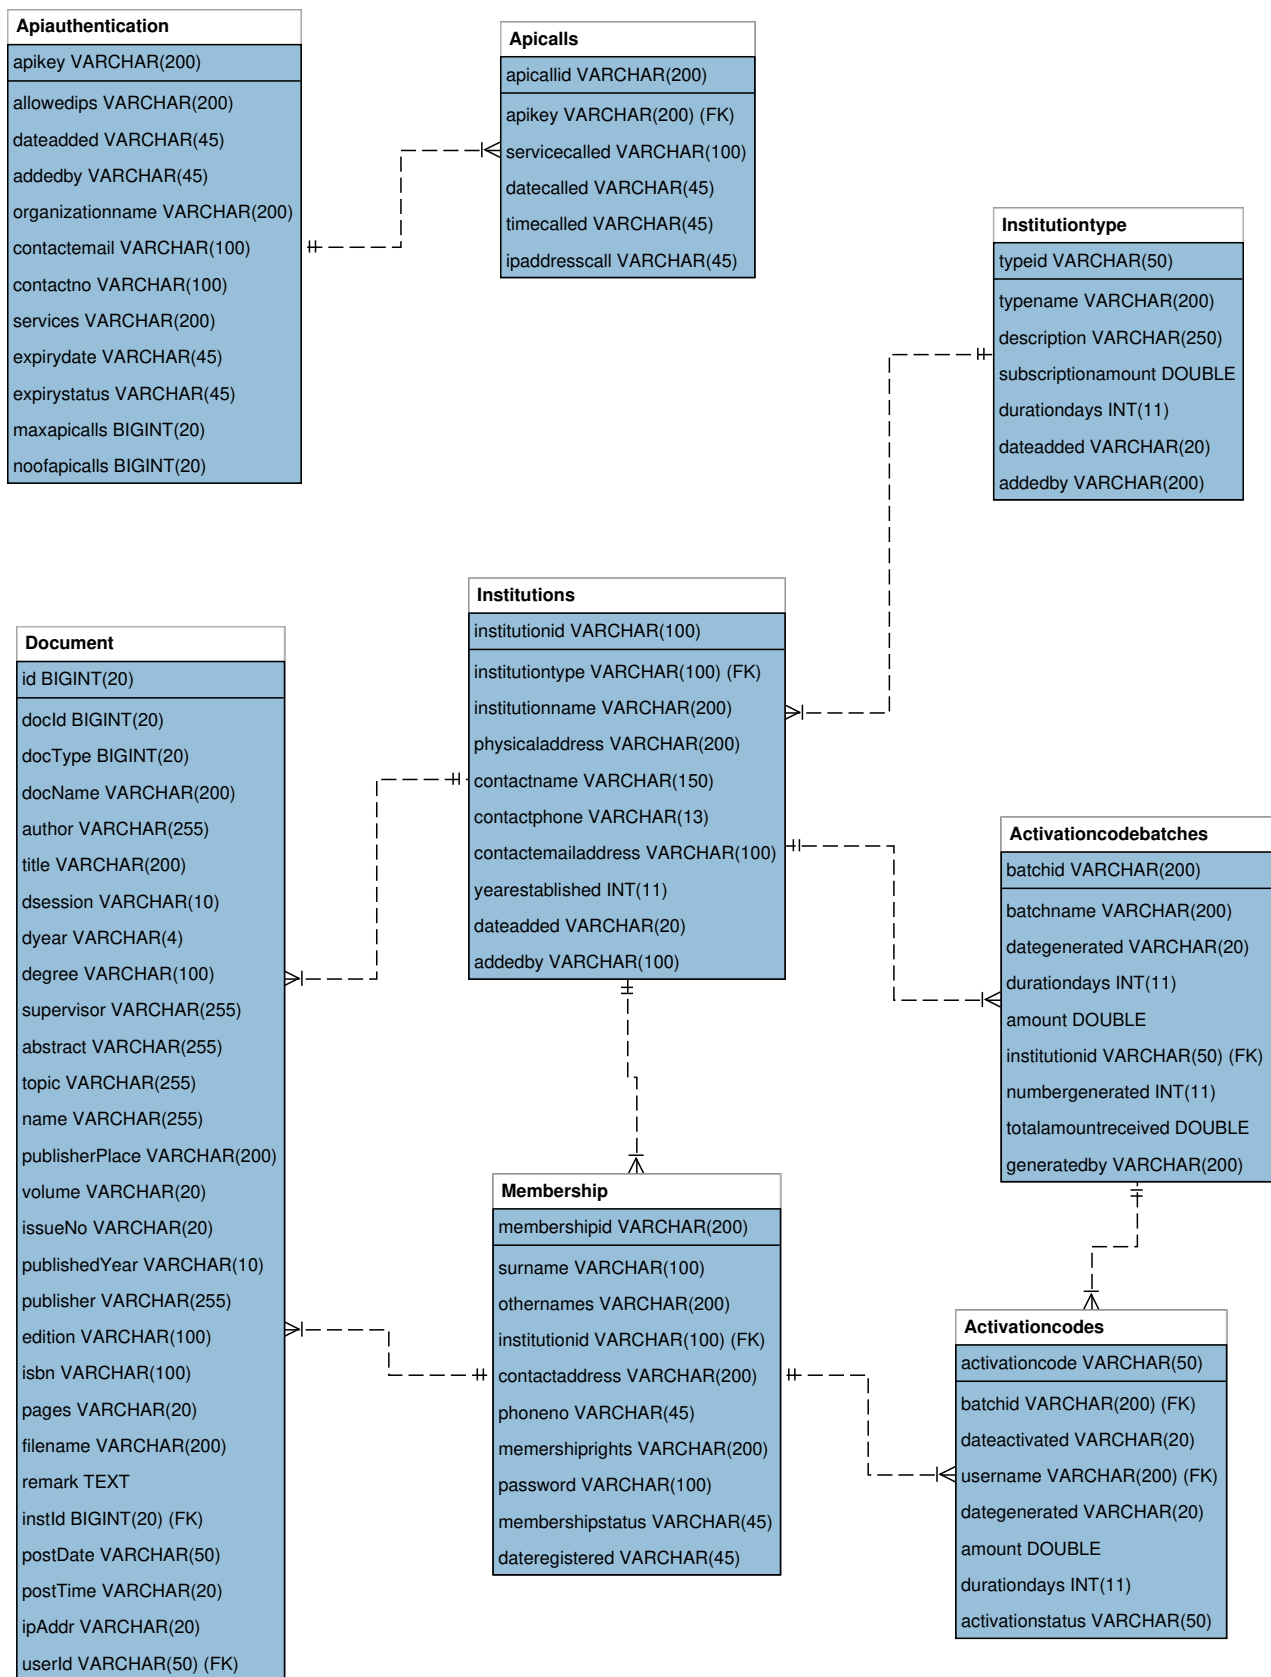 Apiauthentication
apikey VARCHAR(200)
allowedips VARCHAR(200)
dateadded VARCHAR(45)
addedby VARCHAR(45)
organizationname VARCHAR(200)
contactemail VARCHAR(100)
contactno VARCHAR(100)
services VARCHAR(200)
expirydate VARCHAR(45)
expirystatus VARCHAR(45)
maxapicalls BIGINT(20)
noofapicalls BIGINT(20)
Apicalls
apicallid VARCHAR(200)
apikey VARCHAR(200) (FK)
servicecalled VARCHAR(100)
datecalled VARCHAR(45)
timecalled VARCHAR(45)
ipaddresscall VARCHAR(45)
Institutiontype
typeid VARCHAR(50)
typename VARCHAR(200)
description VARCHAR(250)
subscriptionamount DOUBLE
durationdays INT(11)
dateadded VARCHAR(20)
addedby VARCHAR(200)
Institutions
institutionid VARCHAR(100)
institutiontype VARCHAR(100) (FK)
institutionname VARCHAR(200)
physicaladdress VARCHAR(200)
contactname VARCHAR(150)
contactphone VARCHAR(13)
contactemailaddress VARCHAR(100)
yearestablished INT(11)
dateadded VARCHAR(20)
addedby VARCHAR(100)
Document
id BIGINT(20)
docId BIGINT(20)
docType BIGINT(20)
docName VARCHAR(200)
author VARCHAR(255)
title VARCHAR(200)
dsession VARCHAR(10)
dyear VARCHAR(4)
degree VARCHAR(100)
supervisor VARCHAR(255)
abstract VARCHAR(255)
topic VARCHAR(255)
name VARCHAR(255)
publisherPlace VARCHAR(200)
volume VARCHAR(20)
issueNo VARCHAR(20)
publishedYear VARCHAR(10)
publisher VARCHAR(255)
edition VARCHAR(100)
isbn VARCHAR(100)
pages VARCHAR(20)
filename VARCHAR(200)
remark TEXT
instId BIGINT(20) (FK)
postDate VARCHAR(50)
postTime VARCHAR(20)
ipAddr VARCHAR(20)
userId VARCHAR(50) (FK)
Activationcodebatches
batchid VARCHAR(200)
batchname VARCHAR(200)
dategenerated VARCHAR(20)
durationdays INT(11)
amount DOUBLE
institutionid VARCHAR(50) (FK)
numbergenerated INT(11)
totalamountreceived DOUBLE
generatedby VARCHAR(200)
Membership
membershipid VARCHAR(200)
surname VARCHAR(100)
othernames VARCHAR(200)
institutionid VARCHAR(100) (FK)
contactaddress VARCHAR(200)
phoneno VARCHAR(45)
memershiprights VARCHAR(200)
password VARCHAR(100)
membershipstatus VARCHAR(45)
dateregistered VARCHAR(45)
Activationcodes
activationcode VARCHAR(50)
batchid VARCHAR(200) (FK)
dateactivated VARCHAR(20)
username VARCHAR(200) (FK)
dategenerated VARCHAR(20)
amount DOUBLE
durationdays INT(11)
activationstatus VARCHAR(50)